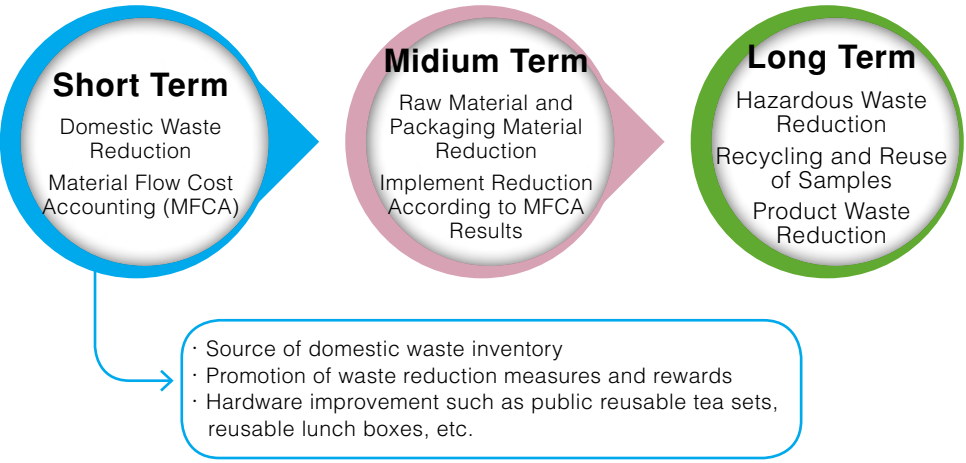 Short Term
Domestic Waste
Reduction
Material Flow Cost
Accounting (MFCA)
Midium Term
Raw Material and
Packaging Material
Reduction
Implement Reduction
According to MFCA
Results
Long Term
Hazardous Waste
Reduction
Recycling and Reuse
of Samples
Product Waste
Reduction
· Source of domestic waste inventory
· Promotion of waste reduction measures and rewards
· Hardware improvement such as public reusable tea sets,
reusable lunch boxes, etc.